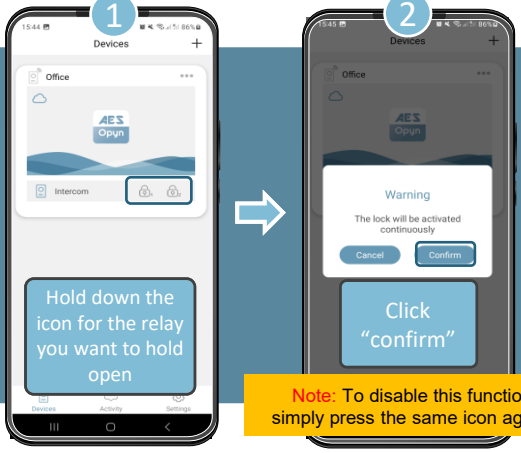 1
15:44 86%
Devices +
Office
AES
Opyn
Intercom
Hold down the
icon for the relay
you want to hold
open
Devices Activity Settings
2
15:45 86%
Devices +
Office
AES
Opyn
Warning
The lock will be activated
continuously
Cancel Confirm
Click
“confirm”
Note: To disable this functio
simply press the same icon ag